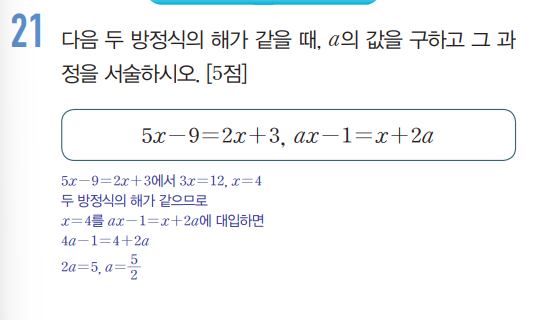 21 다음 두 방정식의 해가 같을 때, a의 값을 구하고 그 과
정을 서술하시오. [5점]
5x-9=2x+3, ax-1=x+2a
5x-9=2x+3에서 3x=12, x=4
두 방정식의 해가 같으므로
x=4를 ax-1=x+2a에 대입하면
4a-1=4+2a
2a=5, a=5/2